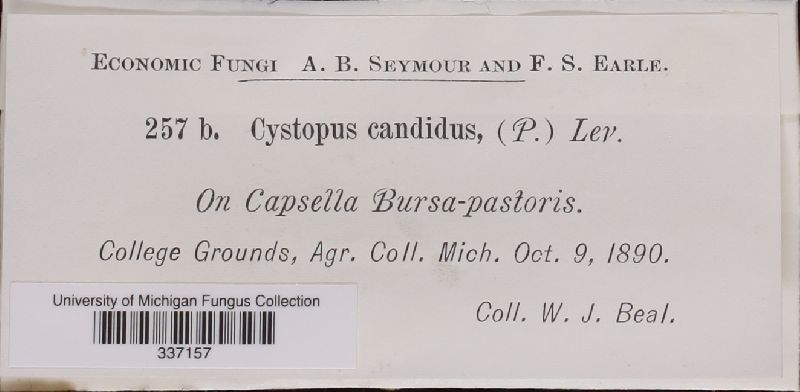 Economic Fungi A. B. Seymour and F. S. Earle.
257 b. Cystopus candidus, (P.) Lev.
On Capsella Bursa-pastoris.
College Grounds, Agr. Coll. Mich. Oct. 9, 1890.
Coll. W. J. Beal.
University of Michigan Fungus Collection
337157